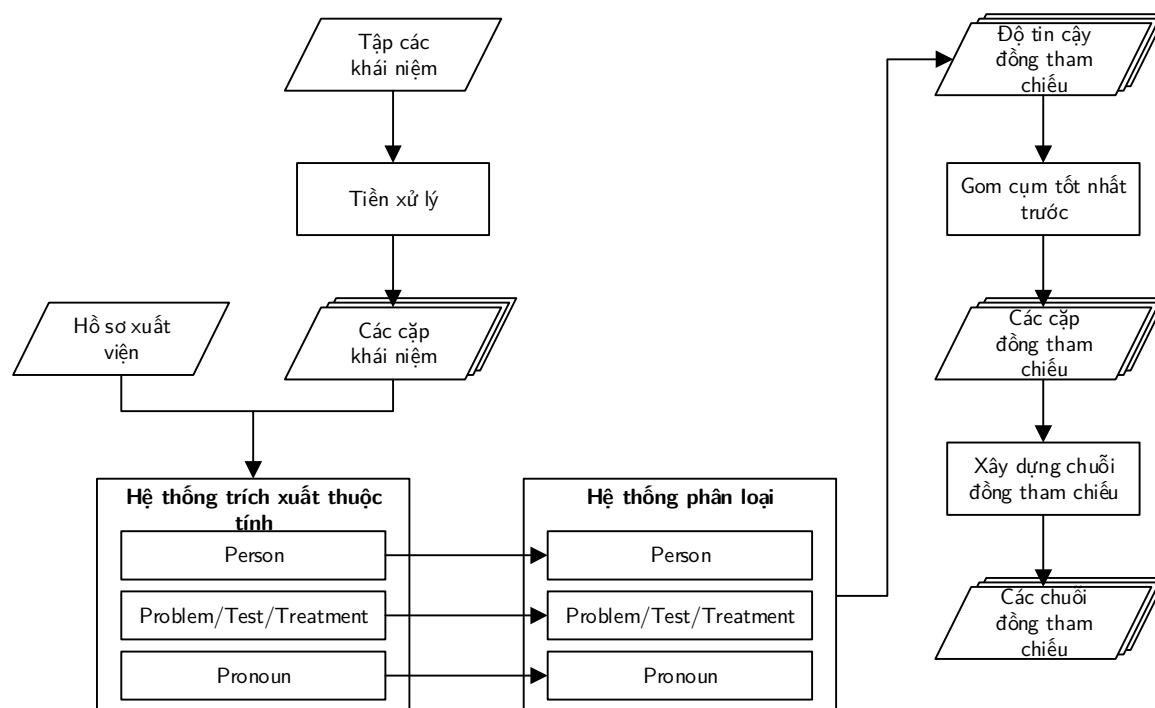 Tập các
khái niệm
Tiền xử lý
Hồ sơ xuất
viện
Các cặp
khái niệm
Hệ thống trích xuất thuộc
tính
Person
Problem/Test/Treatment
Pronoun
Hệ thống phân loại
Person
Problem/Test/Treatment
Pronoun
Độ tin cậy
đồng tham
chiếu
Gom cụm tốt nhất
trước
Các cặp
đồng tham
chiếu
Xây dựng chuỗi
đồng tham chiếu
Các chuỗi
đồng tham
chiếu